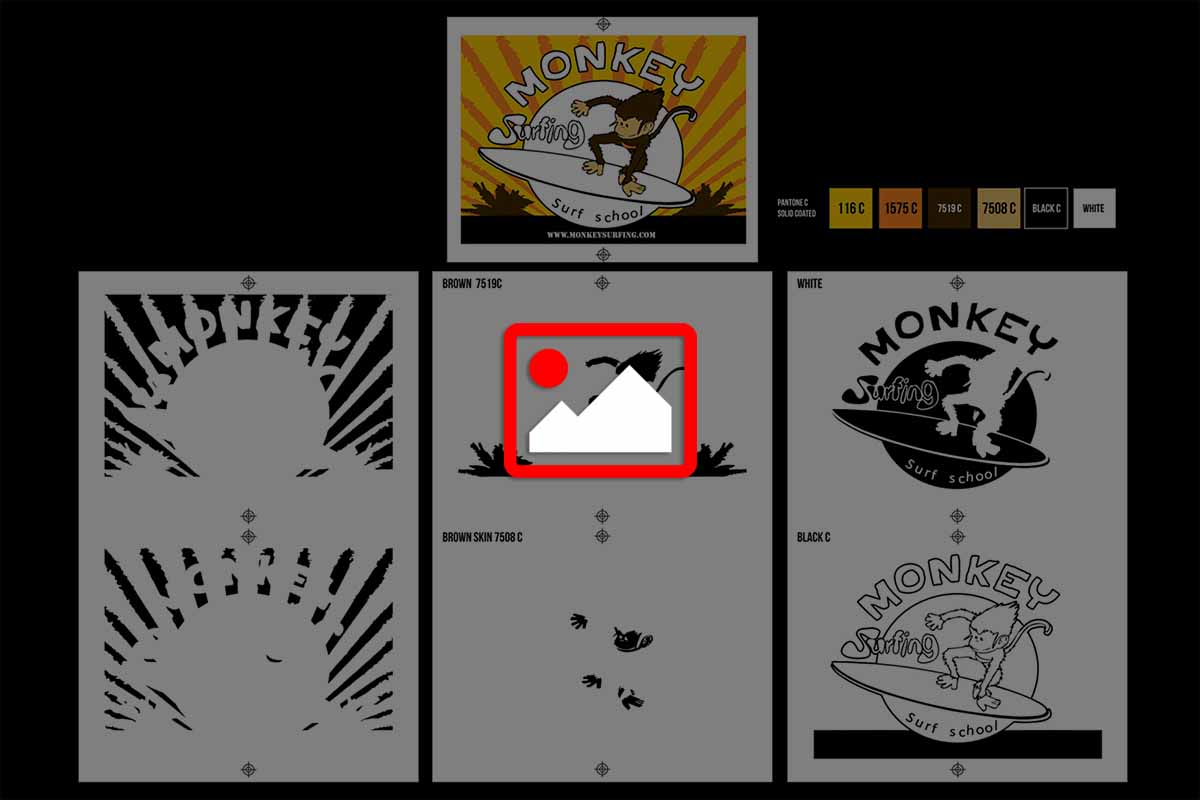 MONKEY
Surfing
Surf school
WWW.MONKEYSURFING.COM
PANTONE C
SOLID COATED
116 C
1575 C
7519 C
7508 C
BLACK C
WHITE
MONKEY
BROWN 7519C
WHITE
MONKEY
Surfing
Surf school
BROWN SKIN 7508 C
BLACK C
MONKEY
Surfing
Surf school